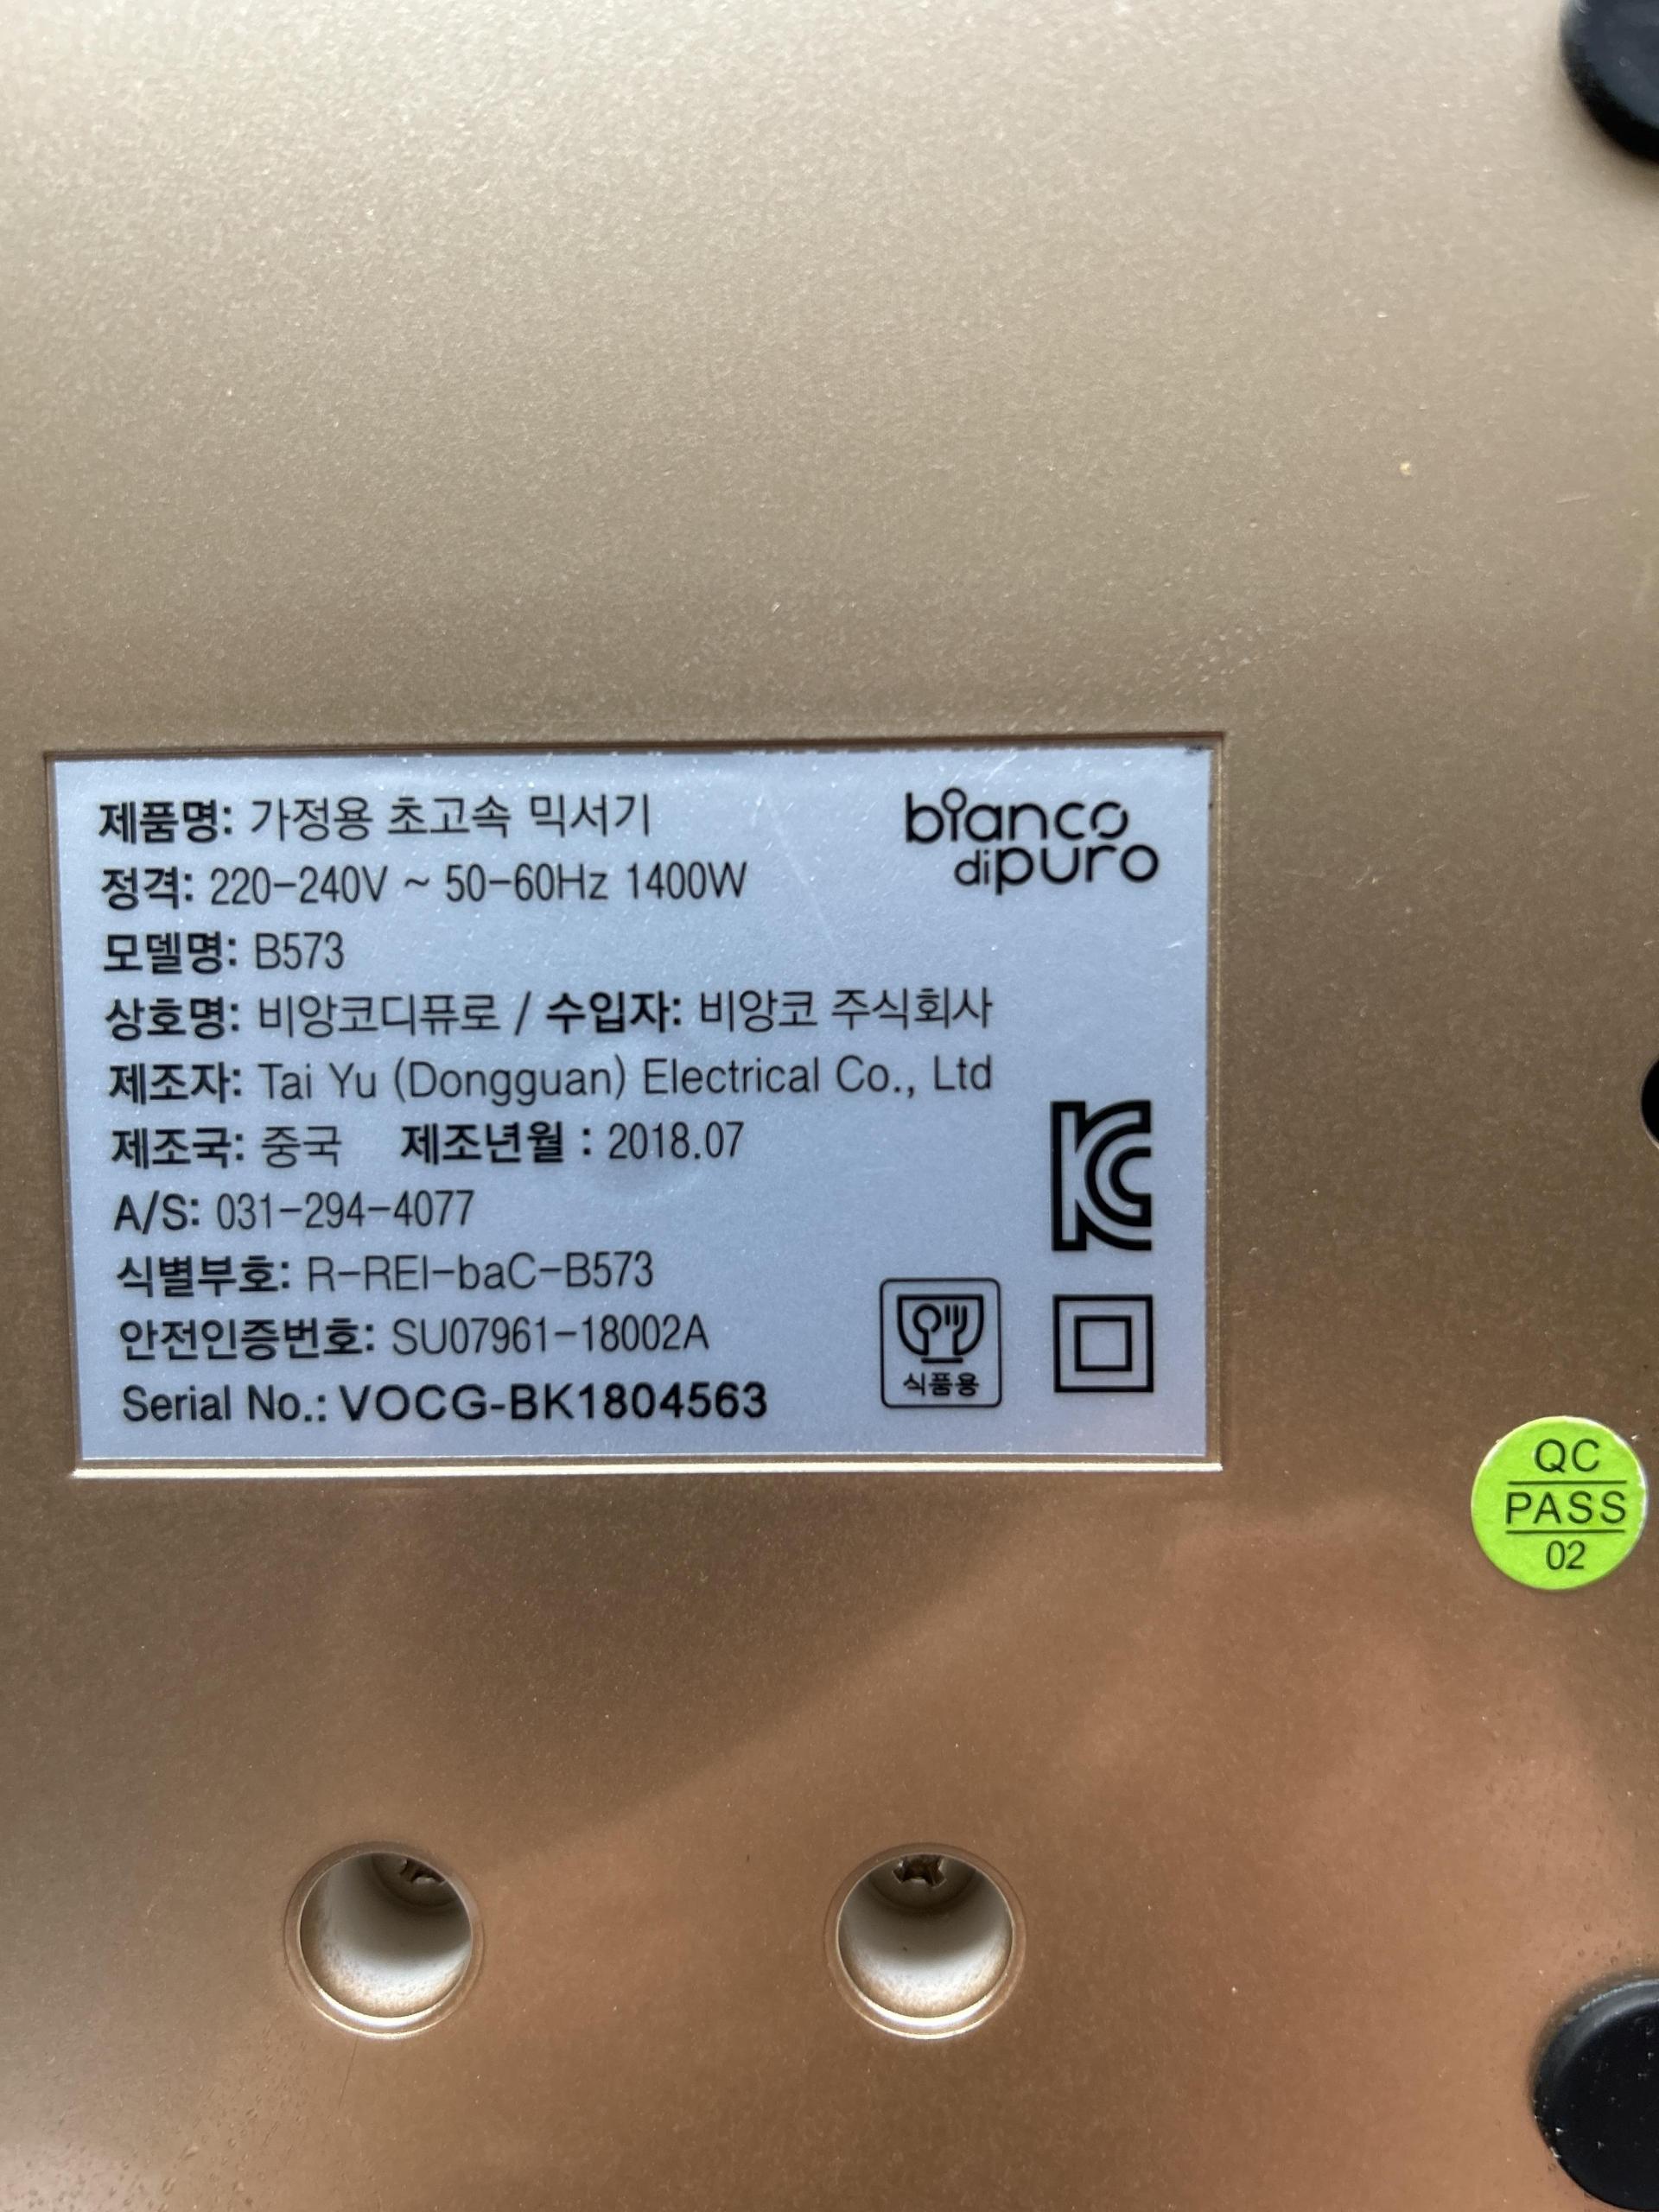 제품명: 가정용 초고속 믹서기
bianco
di puro
정격: 220-240V ~ 50-60Hz 1400W
모델명: B573
상호명: 비앙코디퓨로 / 수입자: 비앙코 주식회사
제조자: Tai Yu (Dongguan) Electrical Co., Ltd
제조국: 중국 제조년월 : 2018.07
A/S: 031-294-4077
식별부호: R-REI-baC-B573
안전인증번호: SU07961-18002A
Serial No.: VOCG-BK1804563
식품용
QC
PASS
02